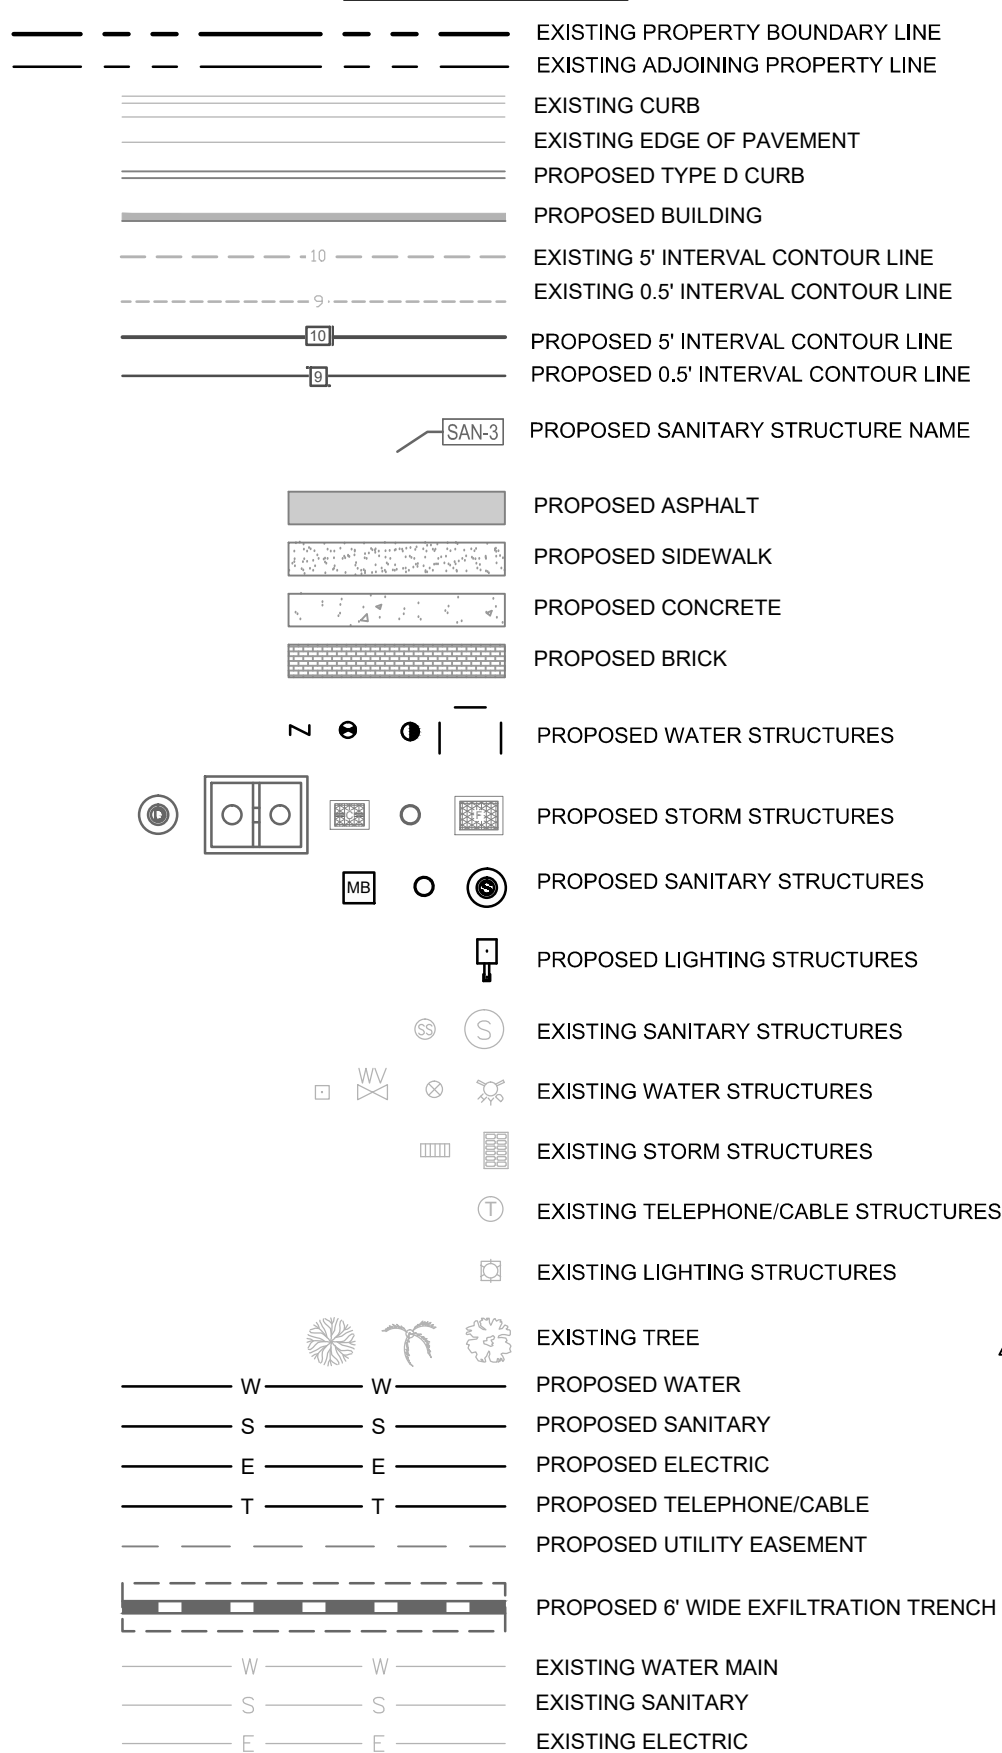 EXISTING PROPERTY BOUNDARY LINE
EXISTING ADJOINING PROPERTY LINE
EXISTING CURB
EXISTING EDGE OF PAVEMENT
PROPOSED TYPE D CURB
PROPOSED BUILDING
10 EXISTING 5' INTERVAL CONTOUR LINE
9 EXISTING 0.5' INTERVAL CONTOUR LINE
10 PROPOSED 5' INTERVAL CONTOUR LINE
9 PROPOSED 0.5' INTERVAL CONTOUR LINE
SAN-3 PROPOSED SANITARY STRUCTURE NAME
PROPOSED ASPHALT
PROPOSED SIDEWALK
PROPOSED CONCRETE
PROPOSED BRICK
PROPOSED WATER STRUCTURES
D C F PROPOSED STORM STRUCTURES
MB S PROPOSED SANITARY STRUCTURES
PROPOSED LIGHTING STRUCTURES
SS S EXISTING SANITARY STRUCTURES
WV EXISTING WATER STRUCTURES
EXISTING STORM STRUCTURES
T EXISTING TELEPHONE/CABLE STRUCTURES
EXISTING LIGHTING STRUCTURES
EXISTING TREE
W W PROPOSED WATER
S S PROPOSED SANITARY
E E PROPOSED ELECTRIC
T T PROPOSED TELEPHONE/CABLE
PROPOSED UTILITY EASEMENT
PROPOSED 6' WIDE EXFILTRATION TRENCH
W W EXISTING WATER MAIN
S S EXISTING SANITARY
E E EXISTING ELECTRIC